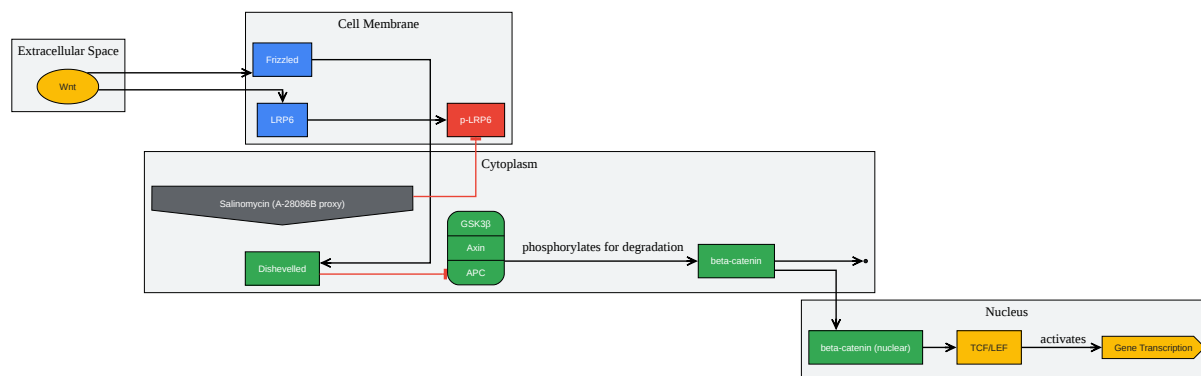 Cell Membrane
Extracellular Space
Frizzled
Wnt
LRP6
p-LRP6
Cytoplasm
Salinomycin (A-28086B proxy)
GSK3β
Axin
APC
phosphorylates for degradation
beta-catenin
Dishevelled
Nucleus
beta-catenin (nuclear)
TCF/LEF
activates
Gene Transcription